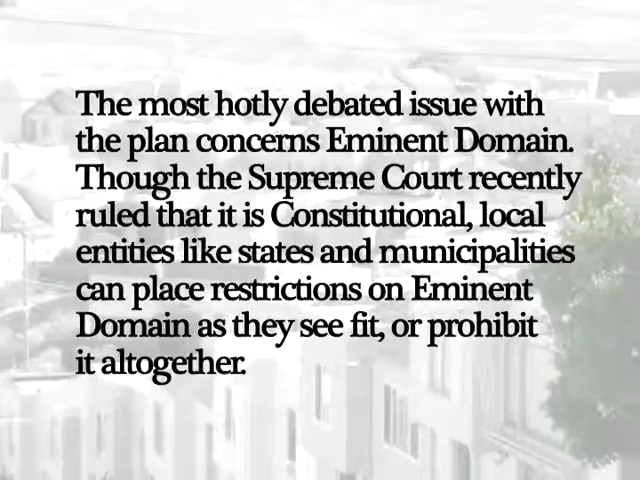 The most hotly debated issue with
the plan concerns Eminent Domain.
Though the Supreme Court recently
ruled that it is Constitutional, local
entities like states and municipalities
can place restrictions on Eminent
Domain as they see fit, or prohibit
it altogether.